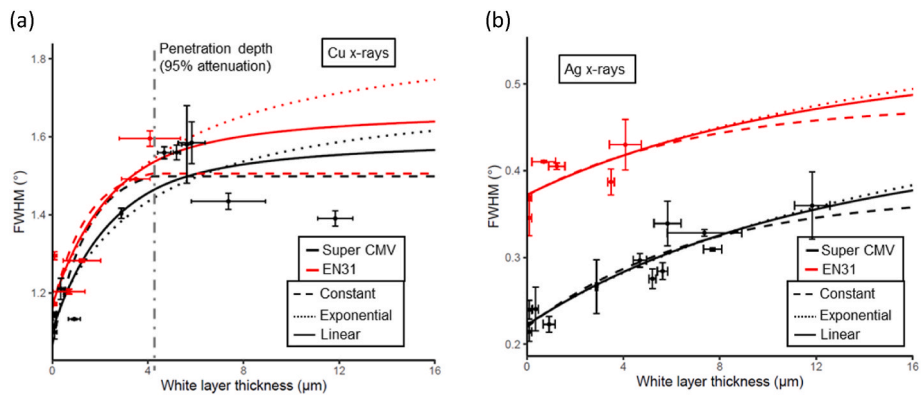 (a)
Penetration depth
(95% attenuation)
Cu x-rays
FWHM (°)
1.8
1.6
1.4
1.2
Super CMV
EN31
Constant
Exponential
Linear
0
4
8
12
16
White layer thickness (μm)
(b)
Ag x-rays
FWHM (°)
0.5
0.4
0.3
0.2
Super CMV
EN31
Constant
Exponential
Linear
0
4
8
12
16
White layer thickness (μm)